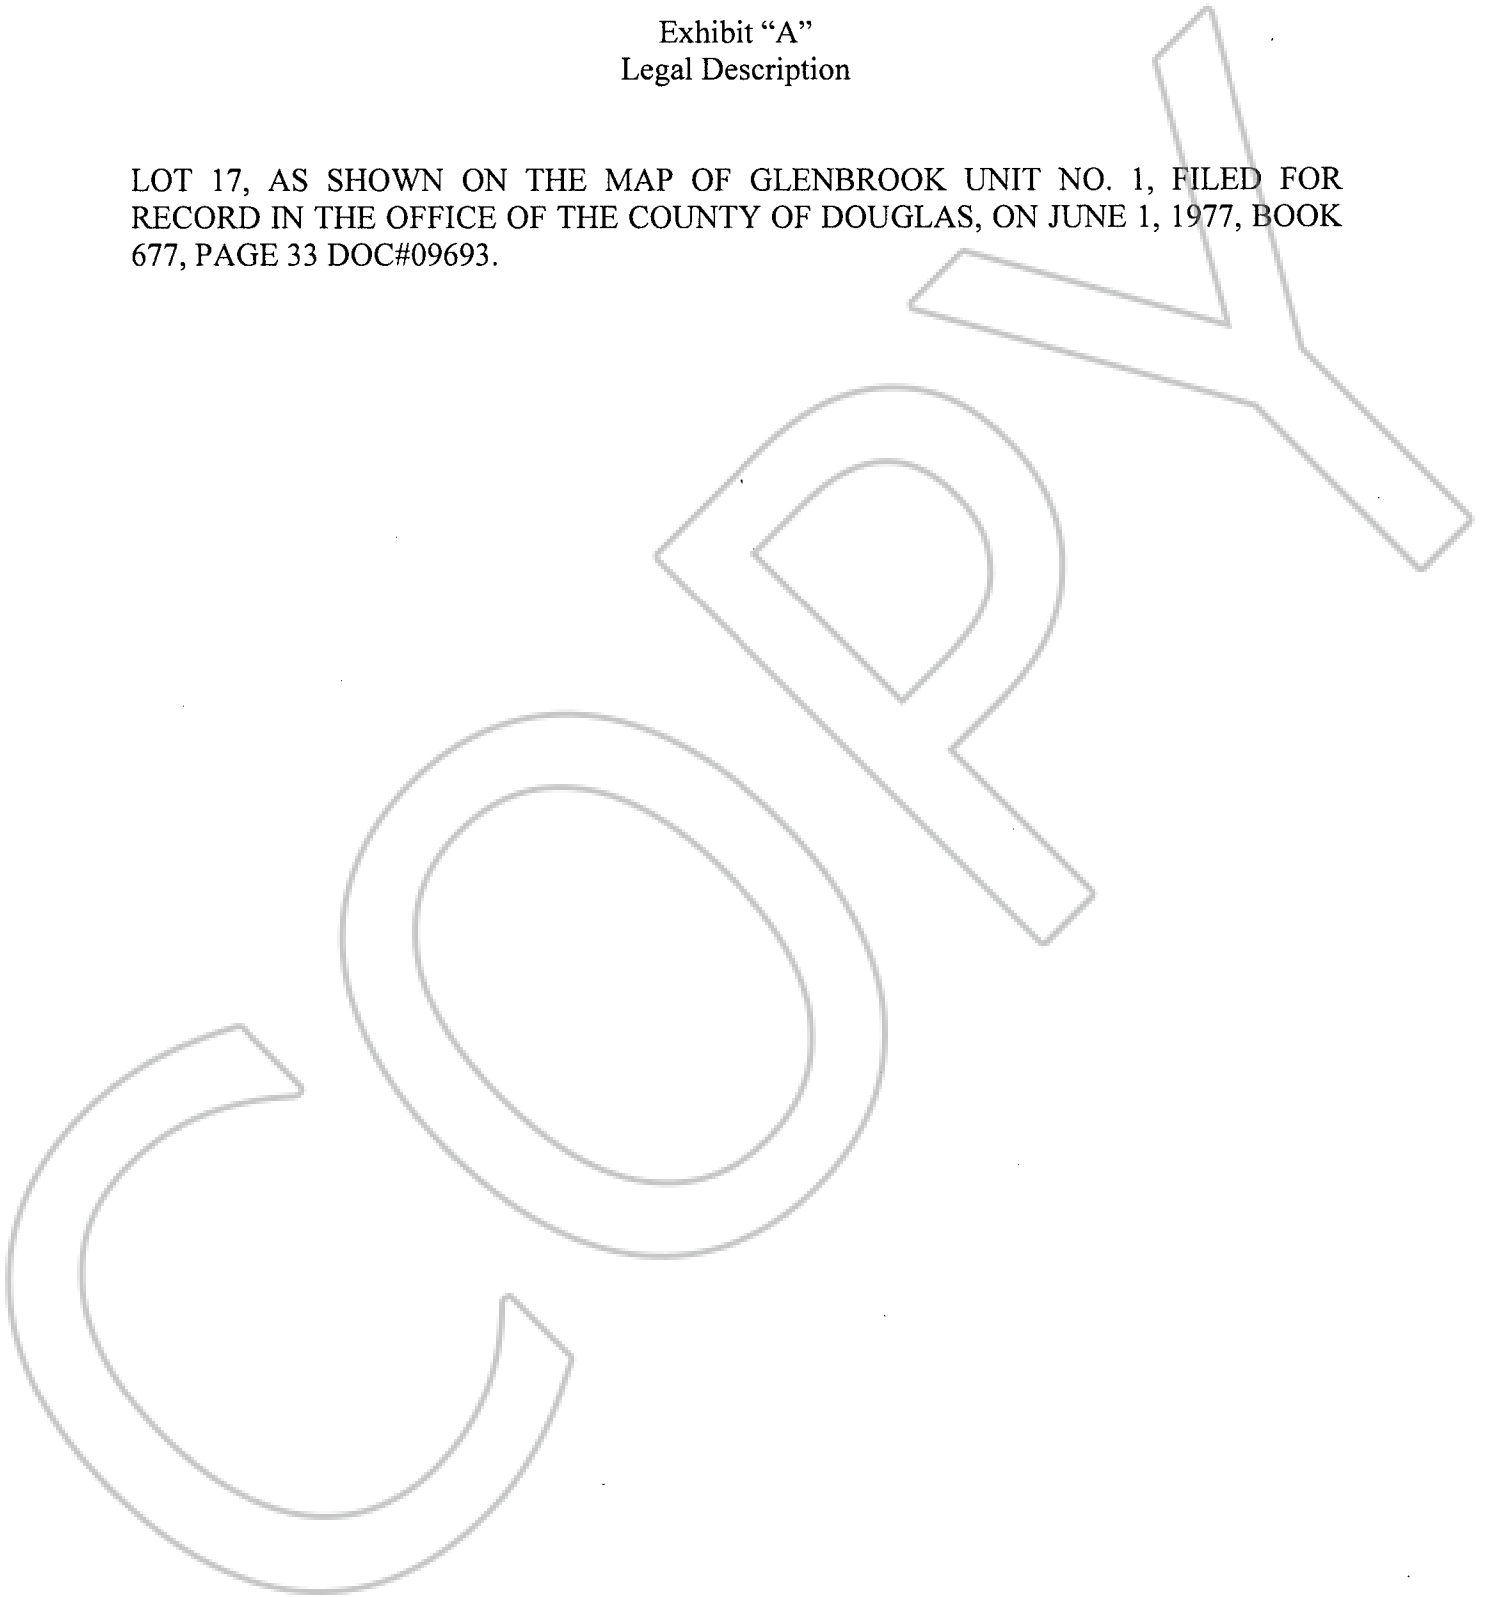 Exhibit “A”
Legal Description
LOT 17, AS SHOWN ON THE MAP OF GLENBROOK UNIT NO. 1, FILED FOR
RECORD IN THE OFFICE OF THE COUNTY OF DOUGLAS, ON JUNE 1, 1977, BOOK
677, PAGE 33 DOC#09693.
COPY